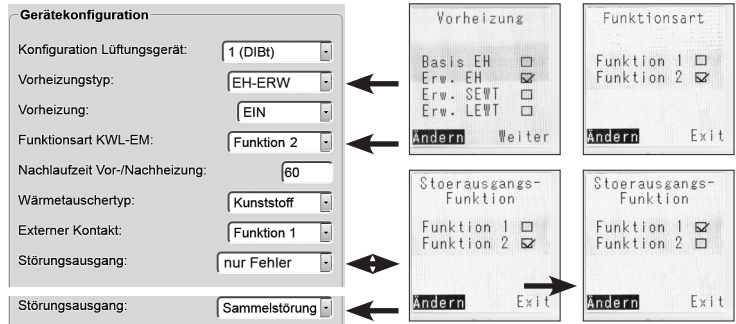 Gerätekonfiguration
Konfiguration Lüftungsgerät: 1 (DIBt)
Vorheizungstyp: EH-ERW
Vorheizung: EIN
Funktionsart KWL-EM: Funktion 2
Nachlaufzeit Vor-/Nachheizung: 60
Wärmetauschertyp: Kunststoff
Externer Kontakt: Funktion 1
Störungsausgang: nur Fehler
Störungsausgang: Sammelstörung
Vorheizung
Basis EH
Erw. EH
Erw. SEWT
Erw. LEWT
Ändern Weiter
Funktionsart
Funktion 1
Funktion 2
Ändern Exit
Stoerausgangs-
Funktion
Funktion 1
Funktion 2
Ändern Exit
Stoerausgangs-
Funktion
Funktion 1
Funktion 2
Ändern Exit